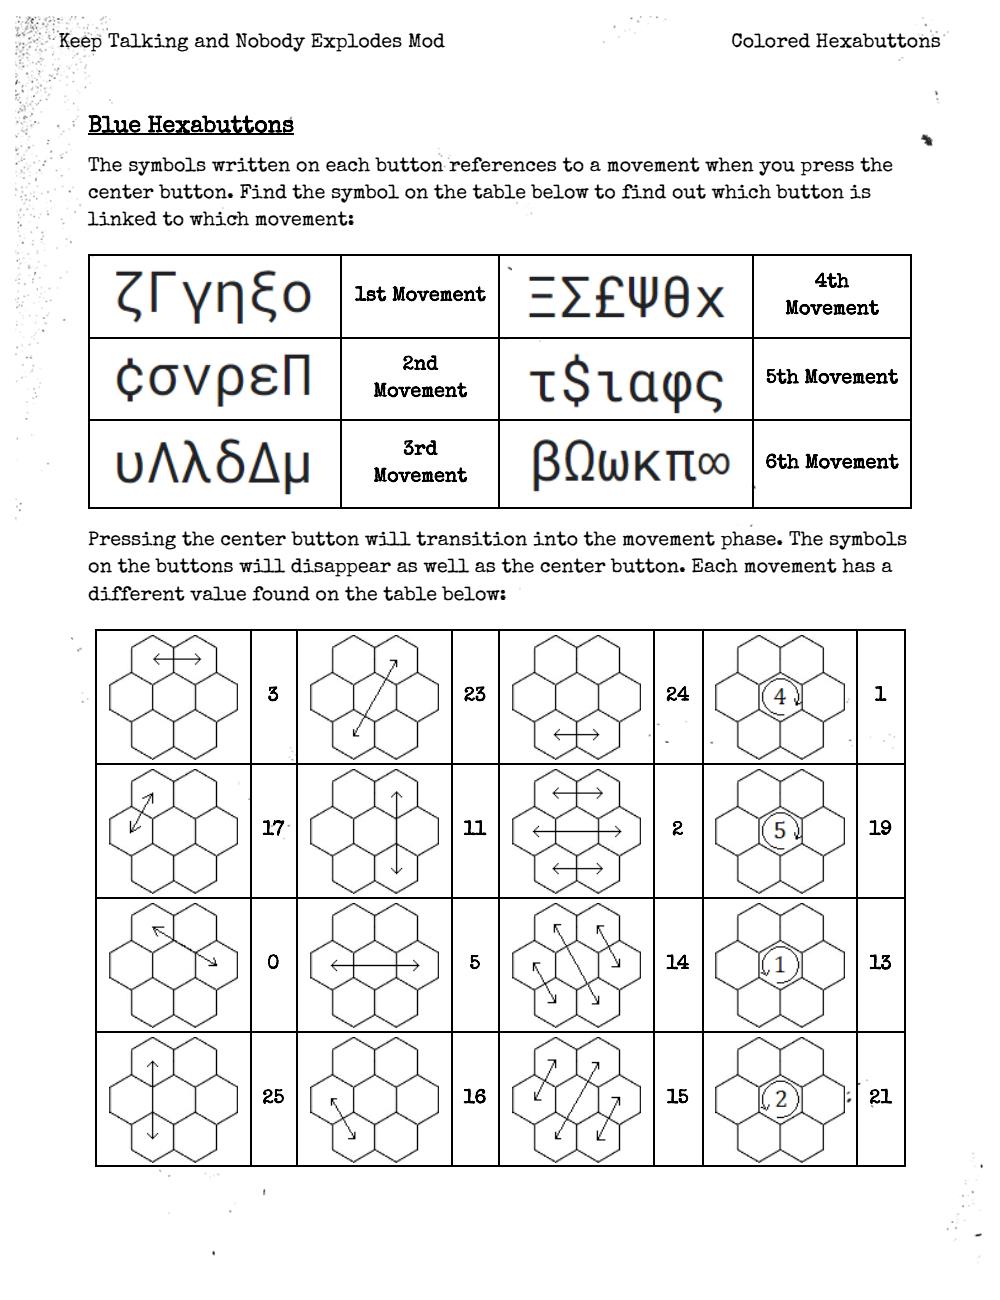 Keep Talking and Nobody Explodes Mod
Colored Hexabuttons
Blue Hexabuttons
The symbols written on each button references to a movement when you press the
center button. Find the symbol on the table below to find out which button is
linked to which movement:
ζΓγηξο 1st Movement ΞΣ£Ψθχ 4th
Movement
¢σνρεΠ 2nd
Movement τ$ιαφς 5th Movement
υΛλδΔμ 3rd
Movement βΩωκπ∞ 6th Movement
Pressing the center button will transition into the movement phase. The symbols
on the buttons will disappear as well as the center button. Each movement has a
different value found on the table below:
3 23 24 4 1
17 11 2 5 19
0 5 14 1 13
25 16 15 2 21